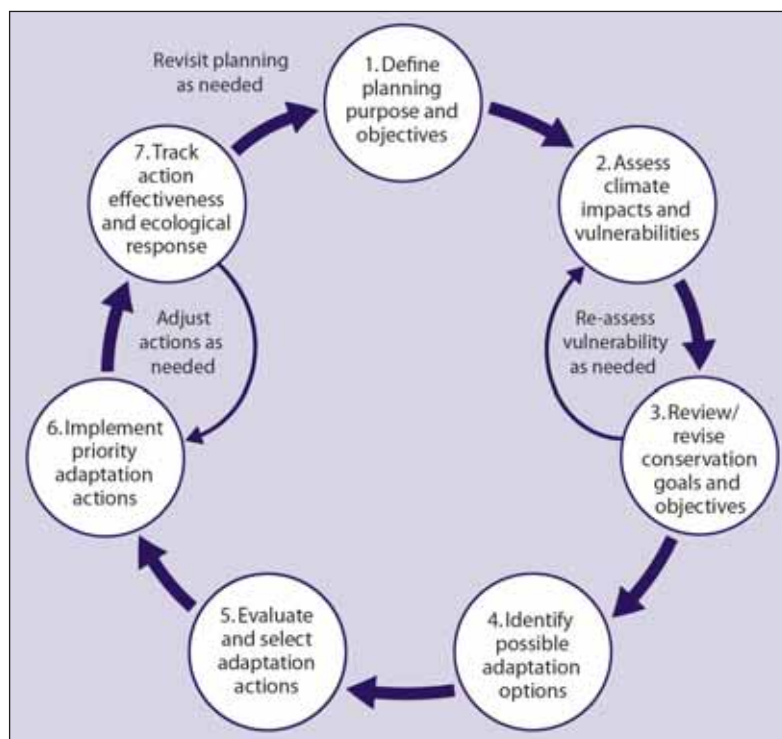 Revisit planning
as needed
1. Define
planning
purpose and
objectives
2. Assess
climate
impacts and
vulnerabilities
Re-assess
vulnerability
as needed
3. Review/
revise
conservation
goals and
objectives
4. Identify
possible
adaptation
options
5. Evaluate
and select
adaptation
actions
6. Implement
priority
adaptation
actions
7. Track
action
effectiveness
and ecological
response
Adjust
actions as
needed